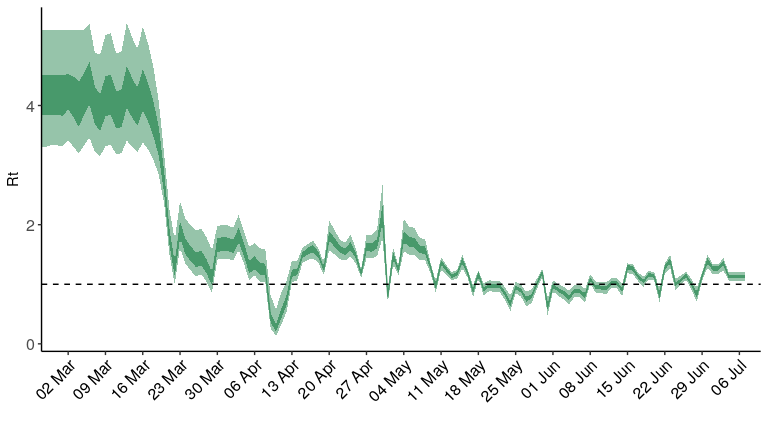 Rt
4
2
0
02 Mar
09 Mar
16 Mar
23 Mar
30 Mar
06 Apr
13 Apr
20 Apr
27 Apr
04 May
11 May
18 May
25 May
01 Jun
08 Jun
15 Jun
22 Jun
29 Jun
06 Jul